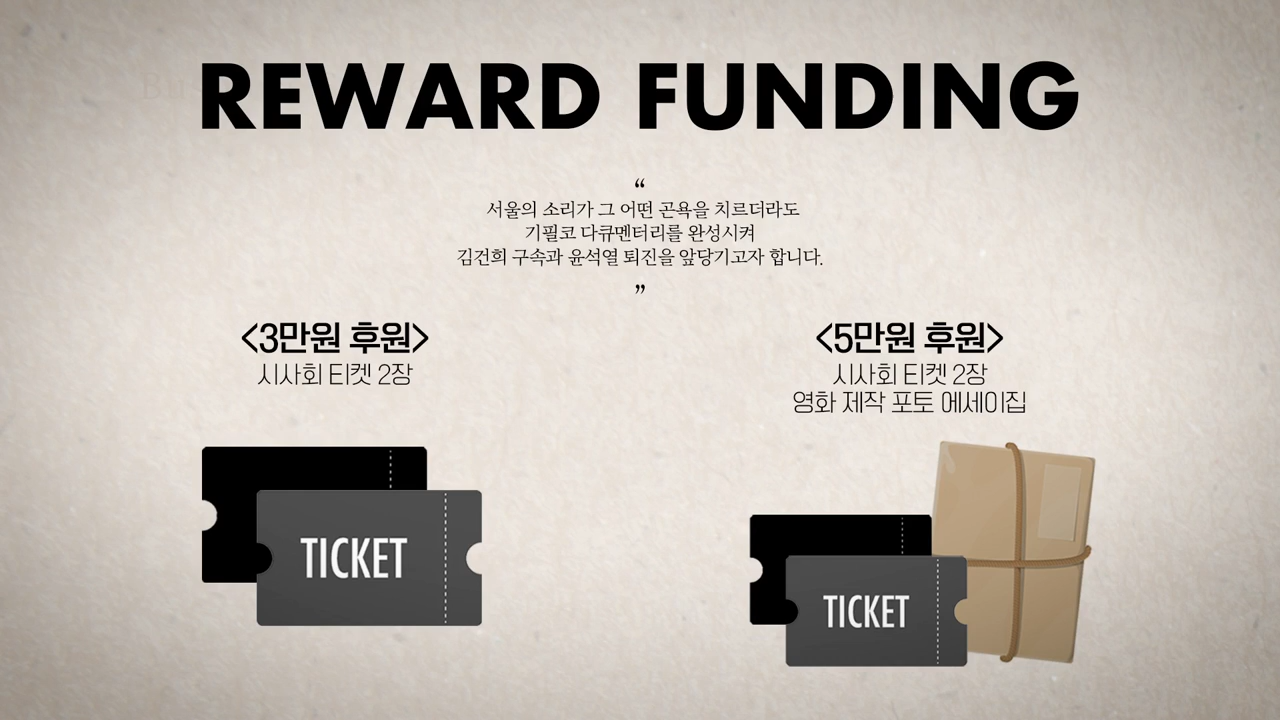 REWARD FUNDING
“
서울의 소리가 그 어떤 곤욕을 치르더라도
기필코 다큐멘터리를 완성시켜
김건희 구속과 윤석열 퇴진을 앞당기고자 합니다.
”
<3만원 후원>
시사회 티켓 2장
<5만원 후원>
시사회 티켓 2장
영화 제작 포토 에세이집
TICKET
TICKET